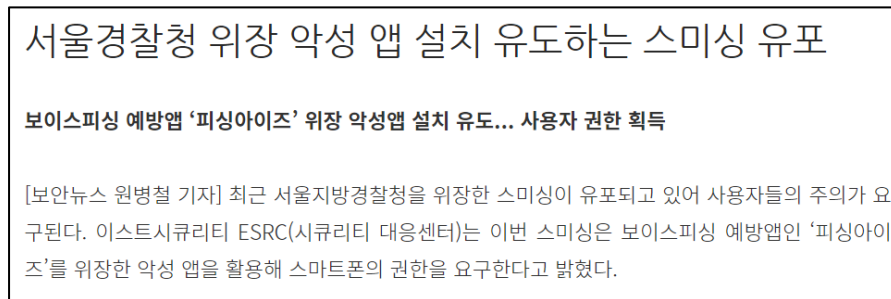 서울경찰청 위장 악성 앱 설치 유도하는 스미싱 유포
보이스피싱 예방앱 ‘피싱아이즈’ 위장 악성앱 설치 유도... 사용자 권한 획득
[보안뉴스 원병철 기자] 최근 서울지방경찰청을 위장한 스미싱이 유포되고 있어 사용자들의 주의가 요
구된다. 이스트시큐리티 ESRC(시큐리티 대응센터)는 이번 스미싱은 보이스피싱 예방앱인 ‘피싱아이
즈’를 위장한 악성 앱을 활용해 스마트폰의 권한을 요구한다고 밝혔다.